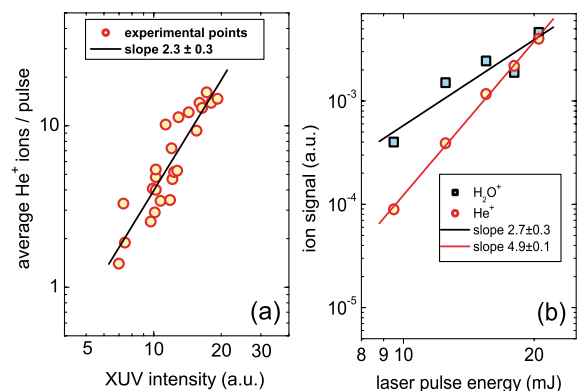 (a)
experimental points
slope 2.3 ± 0.3
average He⁺ ions / pulse
10
1
5
10
20
30
40
XUV intensity (a.u.)
(b)
ion signal (a.u.)
10⁻³
10⁻⁴
10⁻⁵
H₂O⁺
He⁺
slope 2.7±0.3
slope 4.9±0.1
8
9
10
20
laser pulse energy (mJ)